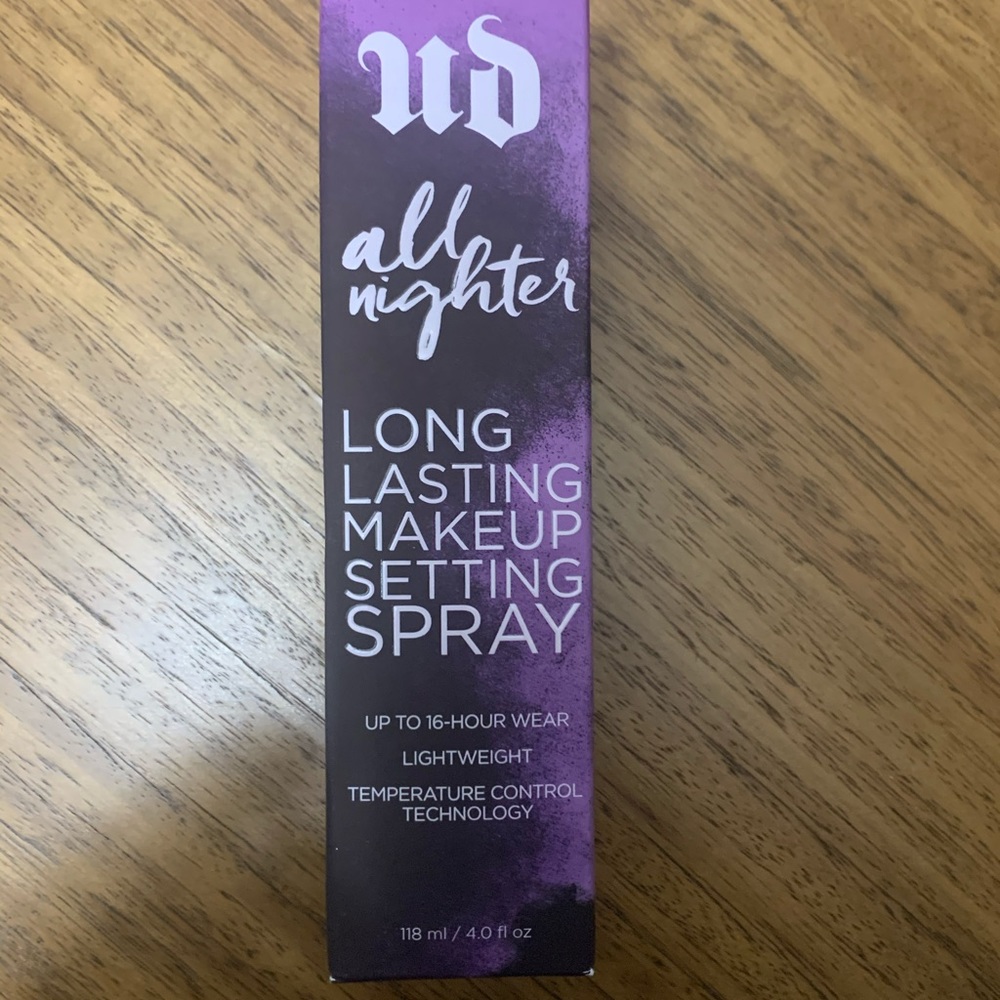 ud
all
nighter
LONG
LASTING
MAKEUP
SETTING
SPRAY
UP TO 16-HOUR WEAR
LIGHTWEIGHT
TEMPERATURE CONTROL
TECHNOLOGY
118 ml / 4.0 fl oz